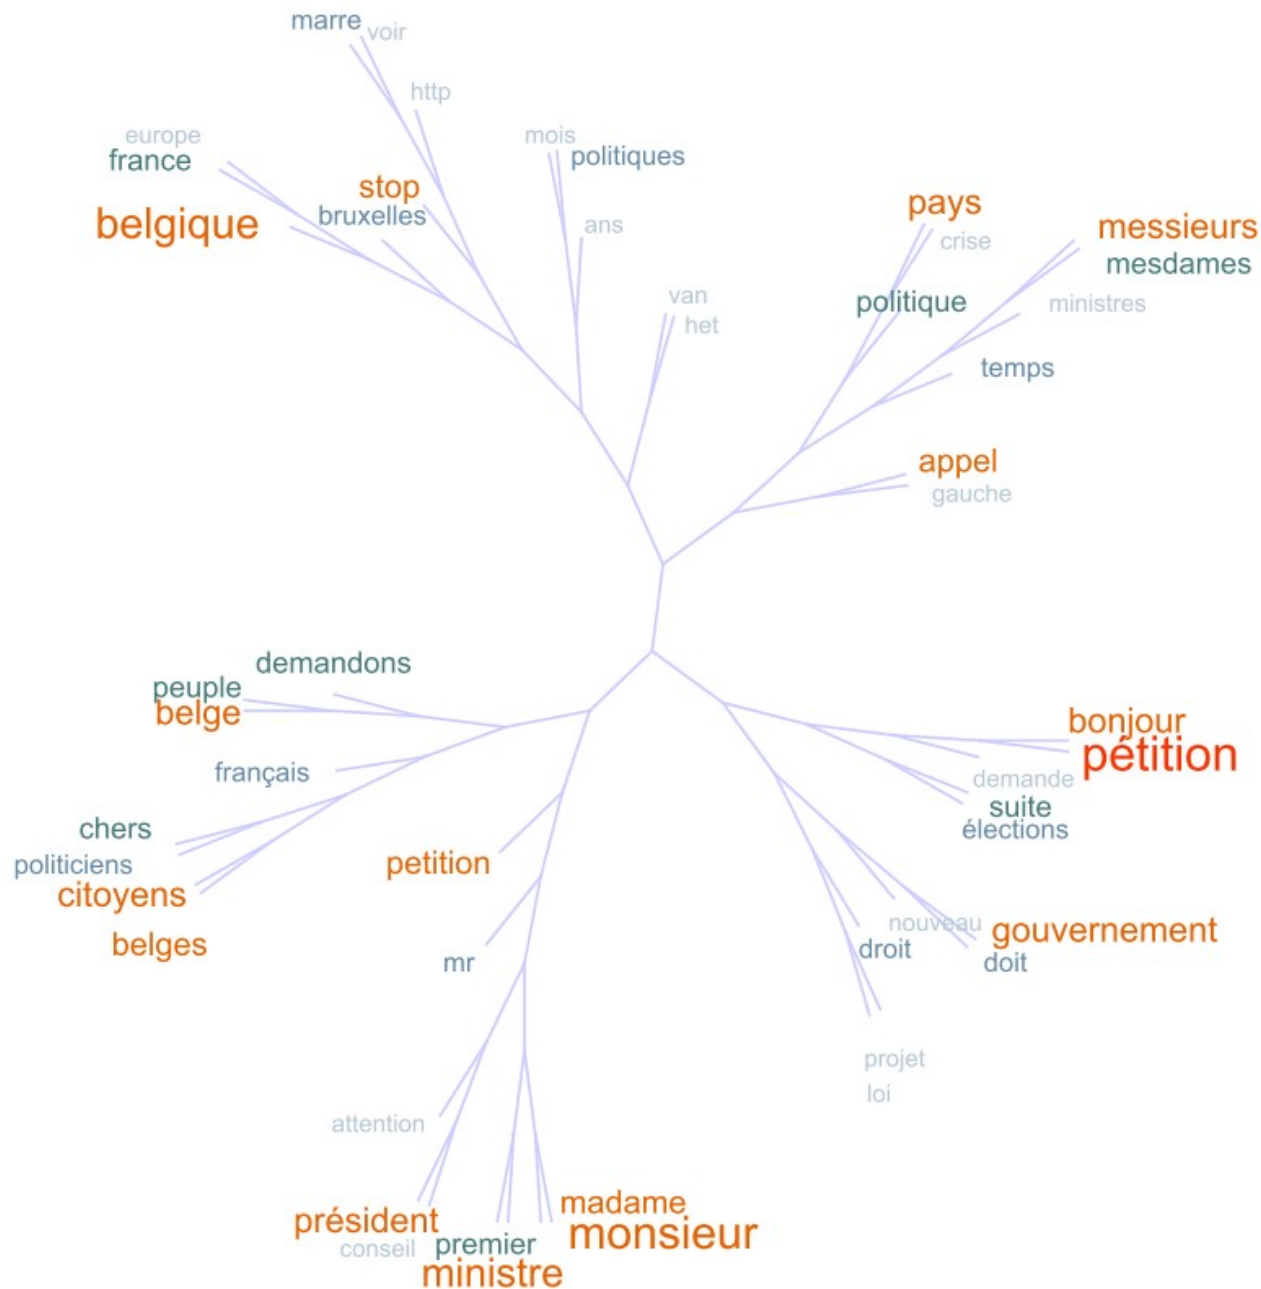 marre
voir
http
europe
france
mois
politiques
stop
bruxelles
belgique
ans
pays
crise
messieurs
mesdames
van
het
politique
ministres
temps
appel
gauche
demandons
peuple
belge
français
chers
politiciens
citoyens
belges
petition
mr
bonjour
pétition
demande
suite
élections
nouveau
gouvernement
droit
doit
projet
loi
attention
président
conseil
premier
ministre
madame
monsieur